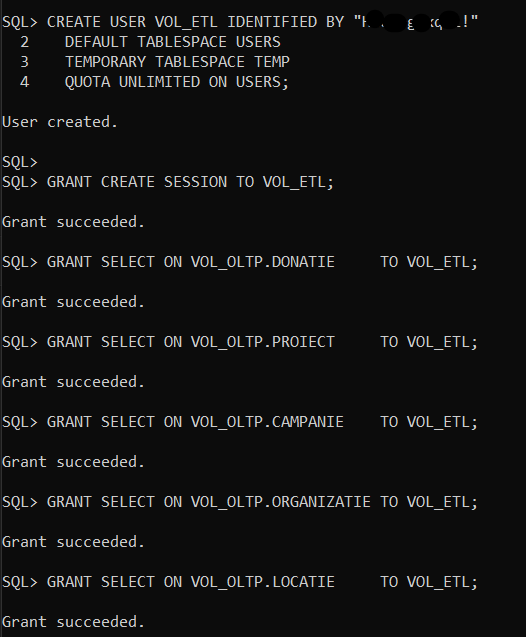 SQL> CREATE USER VOL_ETL IDENTIFIED BY
2 DEFAULT TABLESPACE USERS
3 TEMPORARY TABLESPACE TEMP
4 QUOTA UNLIMITED ON USERS;
User created.
SQL>
SQL> GRANT CREATE SESSION TO VOL_ETL;
Grant succeeded.
SQL> GRANT SELECT ON VOL_OLTP.DONATIE TO VOL_ETL;
Grant succeeded.
SQL> GRANT SELECT ON VOL_OLTP.PROIECT TO VOL_ETL;
Grant succeeded.
SQL> GRANT SELECT ON VOL_OLTP.CAMPANIE TO VOL_ETL;
Grant succeeded.
SQL> GRANT SELECT ON VOL_OLTP.ORGANIZATIE TO VOL_ETL;
Grant succeeded.
SQL> GRANT SELECT ON VOL_OLTP.LOCATIE TO VOL_ETL;
Grant succeeded.